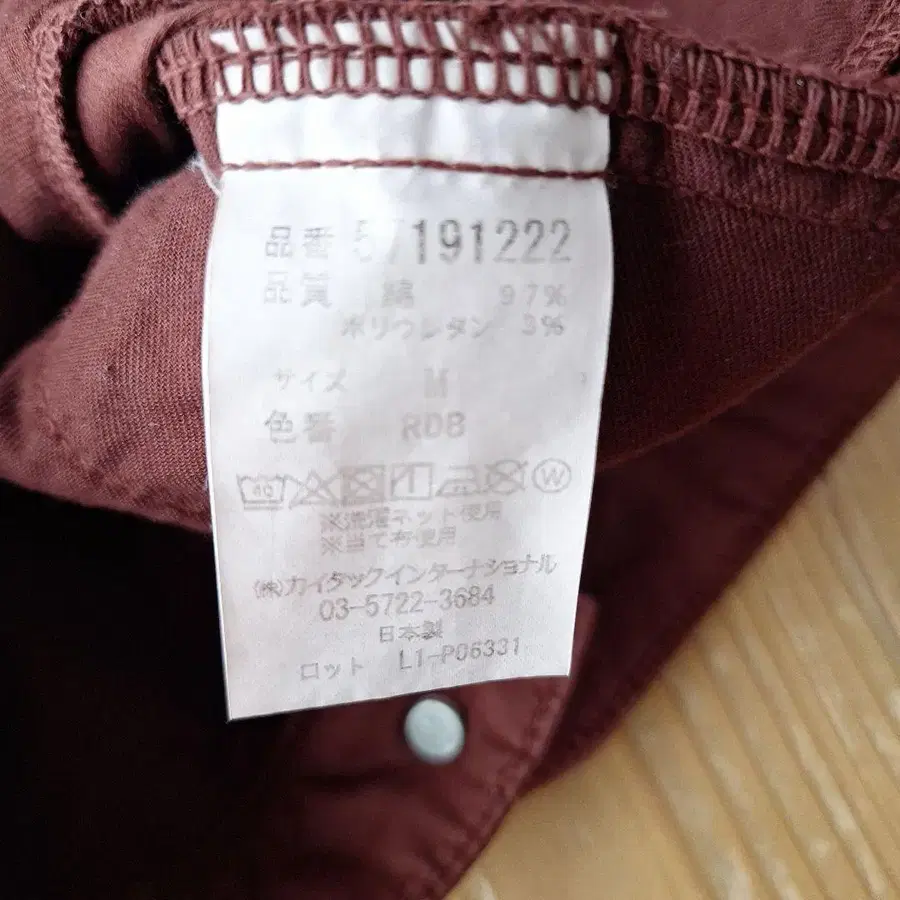 品番 57191222
品質 綿 97%
ポリウレタン 3%
サイズ M
色番 RD8
40 W
※洗濯ネット使用
※当て布使用
㈱カイタックインターナショナル
03-5722-3684
日本製
ロット L1-P06331